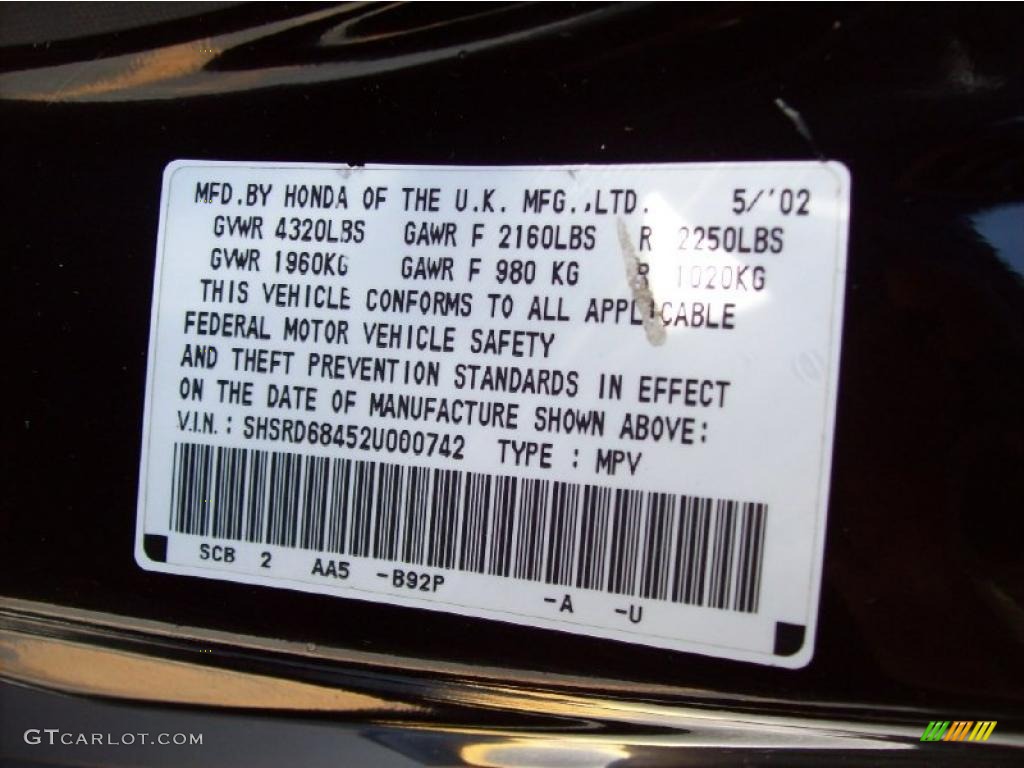 MFD.BY HONDA OF THE U.K. MFG.,LTD. 5/'02
GVWR 4320LBS GAWR F 2160LBS R 2250LBS
GVWR 1960KG GAWR F 980 KG R 1020KG
THIS VEHICLE CONFORMS TO ALL APPLICABLE
FEDERAL MOTOR VEHICLE SAFETY
AND THEFT PREVENTION STANDARDS IN EFFECT
ON THE DATE OF MANUFACTURE SHOWN ABOVE:
V.I.N.: SHSRD68452U000742 TYPE : MPV
SCB 2 AA5 -B92P -A -U
GTCARLOT.COM